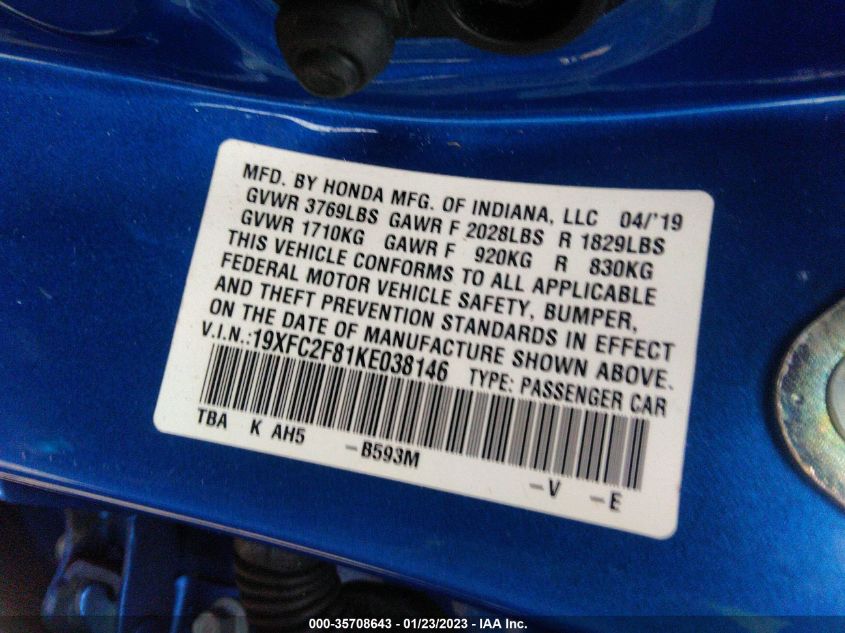 MFD. BY HONDA MFG. OF INDIANA, LLC 04/'19
GVWR 3769LBS GAWR F 2028LBS R 1829LBS
GVWR 1710KG GAWR F 920KG R 830KG
THIS VEHICLE CONFORMS TO ALL APPLICABLE
FEDERAL MOTOR VEHICLE SAFETY, BUMPER,
AND THEFT PREVENTION STANDARDS IN EFFECT
ON THE DATE OF MANUFACTURE SHOWN ABOVE.
V.I.N.:19XFC2F81KE038146 TYPE: PASSENGER CAR
TBA K AH5 -B593M -V -E
000-35708643 / 01/23/2023 - IAA Inc.